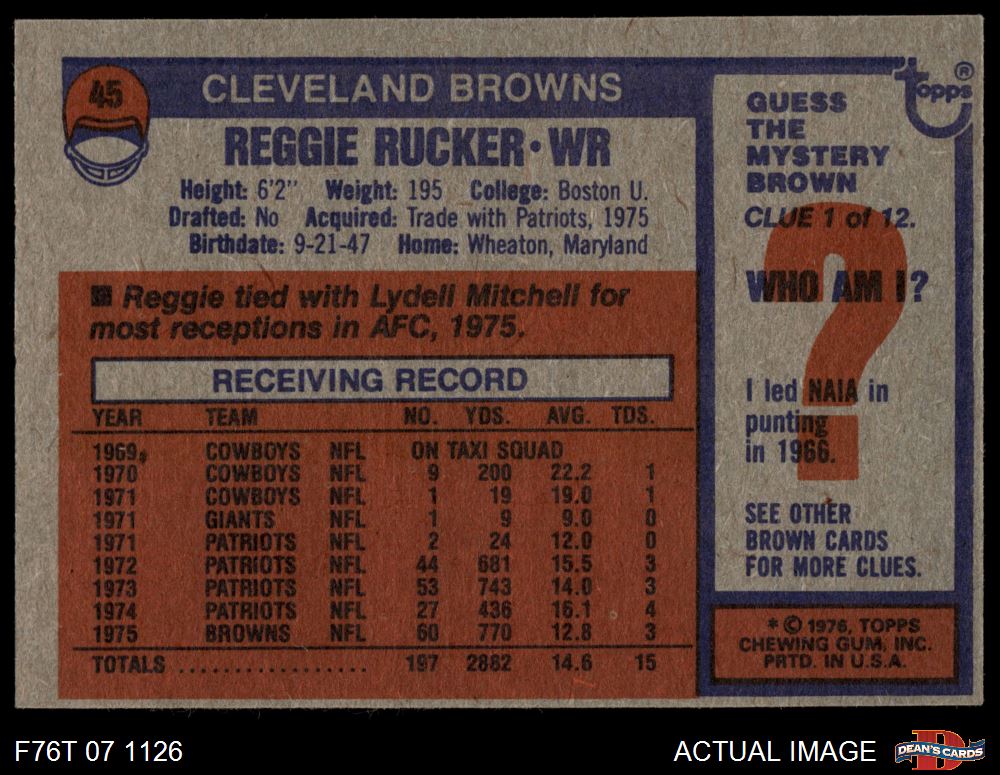 45
CLEVELAND BROWNS
REGGIE RUCKER • WR
Height: 6'2" Weight: 195 College: Boston U.
Drafted: No Acquired: Trade with Patriots, 1975
Birthdate: 9-21-47 Home: Wheaton, Maryland
■ Reggie tied with Lydell Mitchell for
most receptions in AFC, 1975.
RECEIVING RECORD
YEAR TEAM NO. YDS. AVG. TDS.
1969 COWBOYS NFL ON TAXI SQUAD
1970 COWBOYS NFL 9 200 22.2 1
1971 COWBOYS NFL 1 19 19.0 1
1971 GIANTS NFL 1 9 9.0 0
1971 PATRIOTS NFL 2 24 12.0 0
1972 PATRIOTS NFL 44 681 15.5 3
1973 PATRIOTS NFL 53 743 14.0 3
1974 PATRIOTS NFL 27 436 16.1 4
1975 BROWNS NFL 60 770 12.8 3
TOTALS .................. 197 2882 14.6 15
topps ®
GUESS
THE
MYSTERY
BROWN
CLUE 1 of 12.
?
WHO AM I?
I led NAIA in
punting
in 1966.
SEE OTHER
BROWN CARDS
FOR MORE CLUES.
* © 1976, TOPPS
CHEWING GUM, INC.
PRTD. IN U.S.A.
F76T 07 1126
ACTUAL IMAGE
D
DEAN'S CARDS